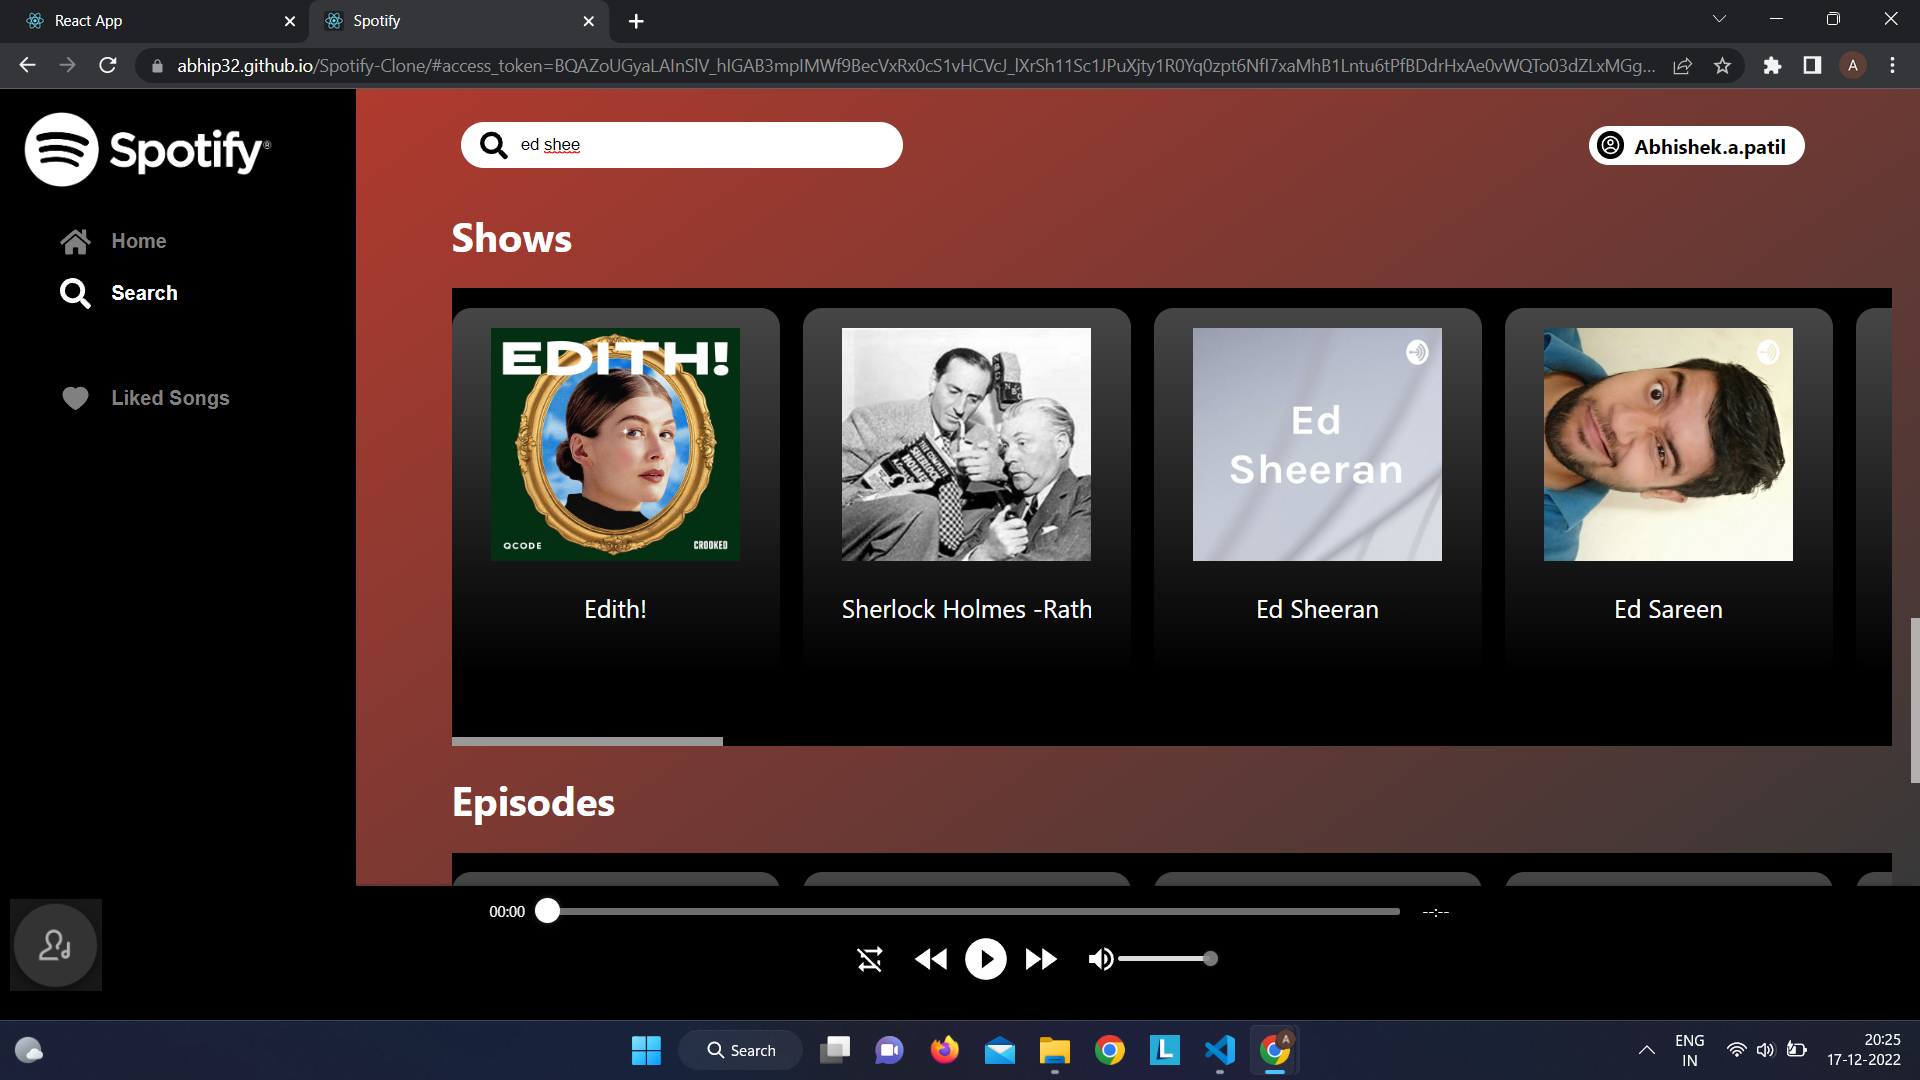 React App
Spotify
abhip32.github.io/Spotify-Clone/#access_token=BQAZoUGyaLAInSlV_hIGAB3mpIMWf9BecVxRx0cS1vHCVcJ_lXrSh11Sc1JPuXjty1R0Yq0zpt6NfI7xaMhB1Lntu6tPfBDdrHxAe0vWQTo03dZLxMGg...
A
Spotify®
ed shee
Abhishek.a.patil
Home
Search
Liked Songs
Shows
EDITH!
QCODE
CROOKED
Ed
Sheeran
Edith!
Sherlock Holmes -Rath
Ed Sheeran
Ed Sareen
Episodes
00:00
--:--
Search
L
A
ENG
IN
20:25
17-12-2022